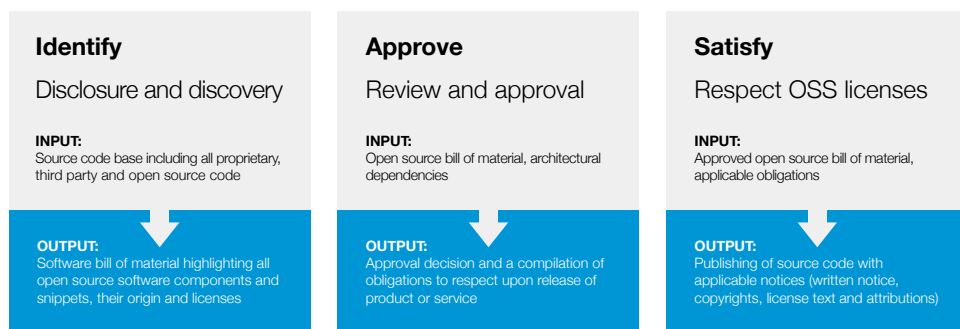 Identify
Disclosure and discovery
INPUT:
Source code base including all proprietary,
third party and open source code
OUTPUT:
Software bill of material highlighting all
open source software components and
snippets, their origin and licenses
Approve
Review and approval
INPUT:
Open source bill of material, architectural
dependencies
OUTPUT:
Approval decision and a compilation of
obligations to respect upon release of
product or service
Satisfy
Respect OSS licenses
INPUT:
Approved open source bill of material,
applicable obligations
OUTPUT:
Publishing of source code with
applicable notices (written notice,
copyrights, license text and attributions)